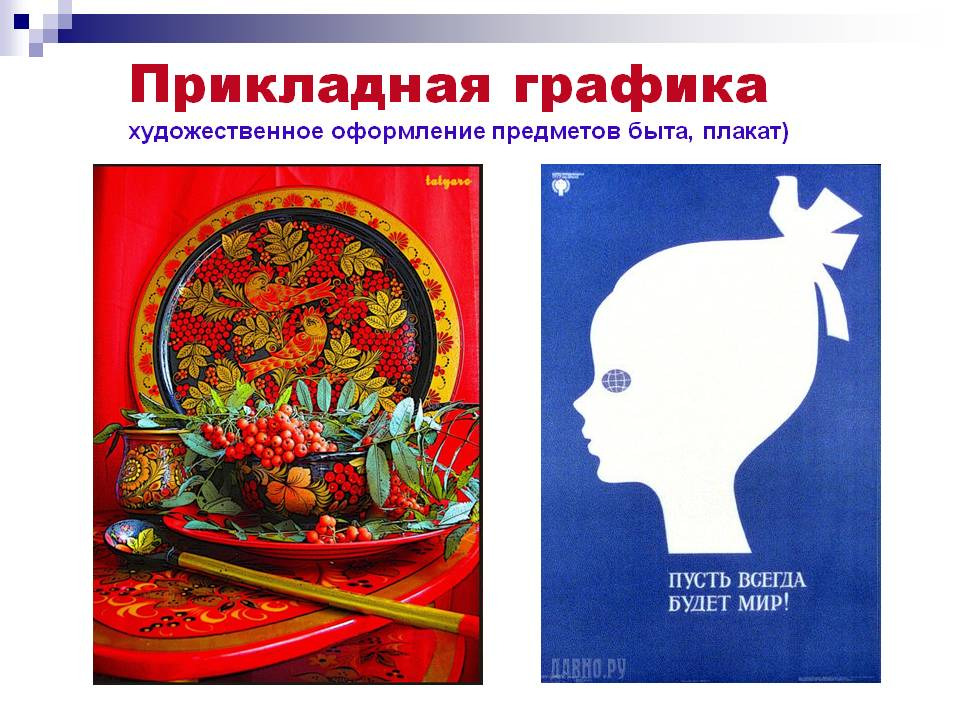 Прикладная графика
художественное оформление предметов быта, плакат)
tatyaro
ПУСТЬ ВСЕГДА
БУДЕТ МИР!
ДАВНО.РУ